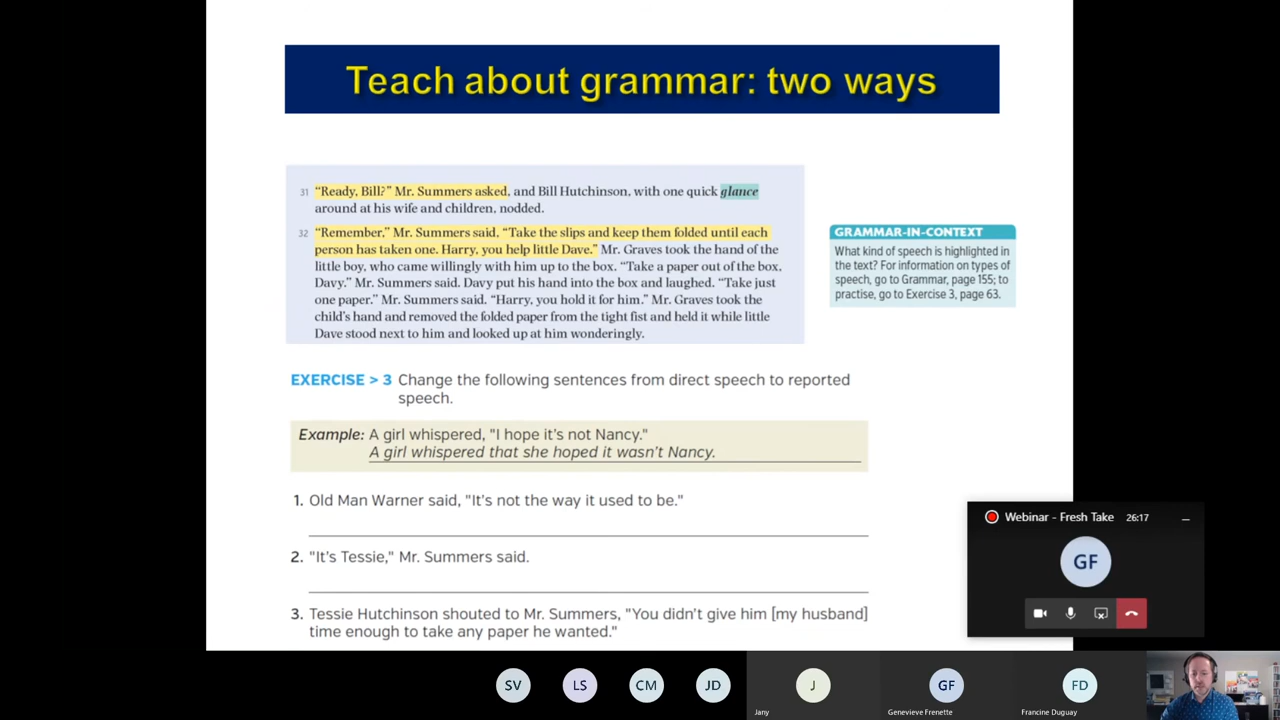 Teach about grammar: two ways
31 “Ready, Bill?” Mr. Summers asked, and Bill Hutchinson, with one quick glance
around at his wife and children, nodded.
32 “Remember,” Mr. Summers said, “Take the slips and keep them folded until each
person has taken one. Harry, you help little Dave.” Mr. Graves took the hand of the
little boy, who came willingly with him up to the box. “Take a paper out of the box,
Davy.” Mr. Summers said. Davy put his hand into the box and laughed. “Take just
one paper.” Mr. Summers said. “Harry, you hold it for him.” Mr. Graves took the
child’s hand and removed the folded paper from the tight fist and held it while little
Dave stood next to him and looked up at him wonderingly.
GRAMMAR-IN-CONTEXT
What kind of speech is highlighted in
the text? For information on types of
speech, go to Grammar, page 155; to
practise, go to Exercise 3, page 63.
EXERCISE > 3 Change the following sentences from direct speech to reported
speech.
Example: A girl whispered, "I hope it’s not Nancy."
A girl whispered that she hoped it wasn’t Nancy.
1. Old Man Warner said, "It’s not the way it used to be."
2. "It’s Tessie," Mr. Summers said.
3. Tessie Hutchinson shouted to Mr. Summers, "You didn’t give him [my husband]
time enough to take any paper he wanted."
Webinar - Fresh Take 26:17
GF
SV LS CM JD J GF FD
Jany Genevieve Frenette Francine Duguay